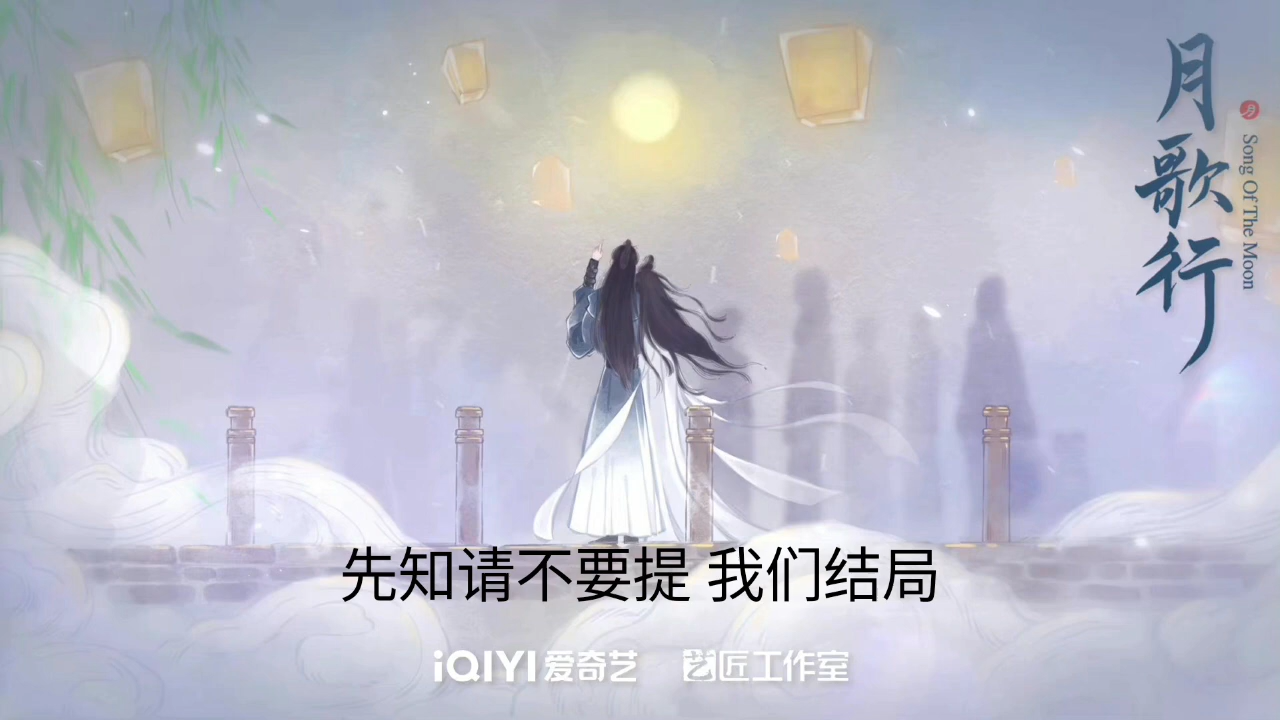 月歌行
月
Song Of The Moon
先知请不要提 我们结局
iQIYI爱奇艺 艺匠工作室